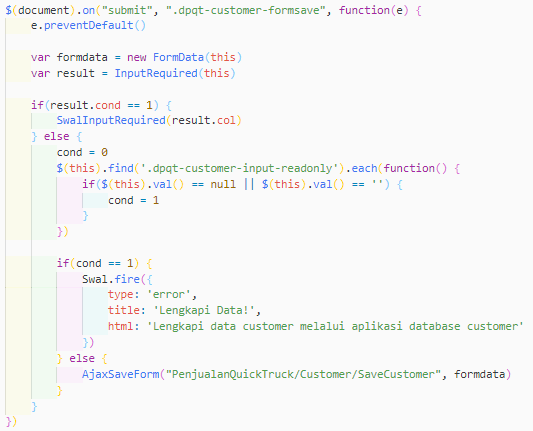 $(document).on("submit", ".dpqt-customer-formsave", function(e) {
    e.preventDefault()

    var formdata = new FormData(this)
    var result = InputRequired(this)

    if(result.cond == 1) {
        SwalInputRequired(result.col)
    } else {
        cond = 0
        $(this).find('.dpqt-customer-input-readonly').each(function() {
            if($(this).val() == null || $(this).val() == '') {
                cond = 1
            }
        })

        if(cond == 1) {
            Swal.fire({
                type: 'error',
                title: 'Lengkapi Data!',
                html: 'Lengkapi data customer melalui aplikasi database customer'
            })
        } else {
            AjaxSaveForm("PenjualanQuickTruck/Customer/SaveCustomer", formdata)
        }
    }
})